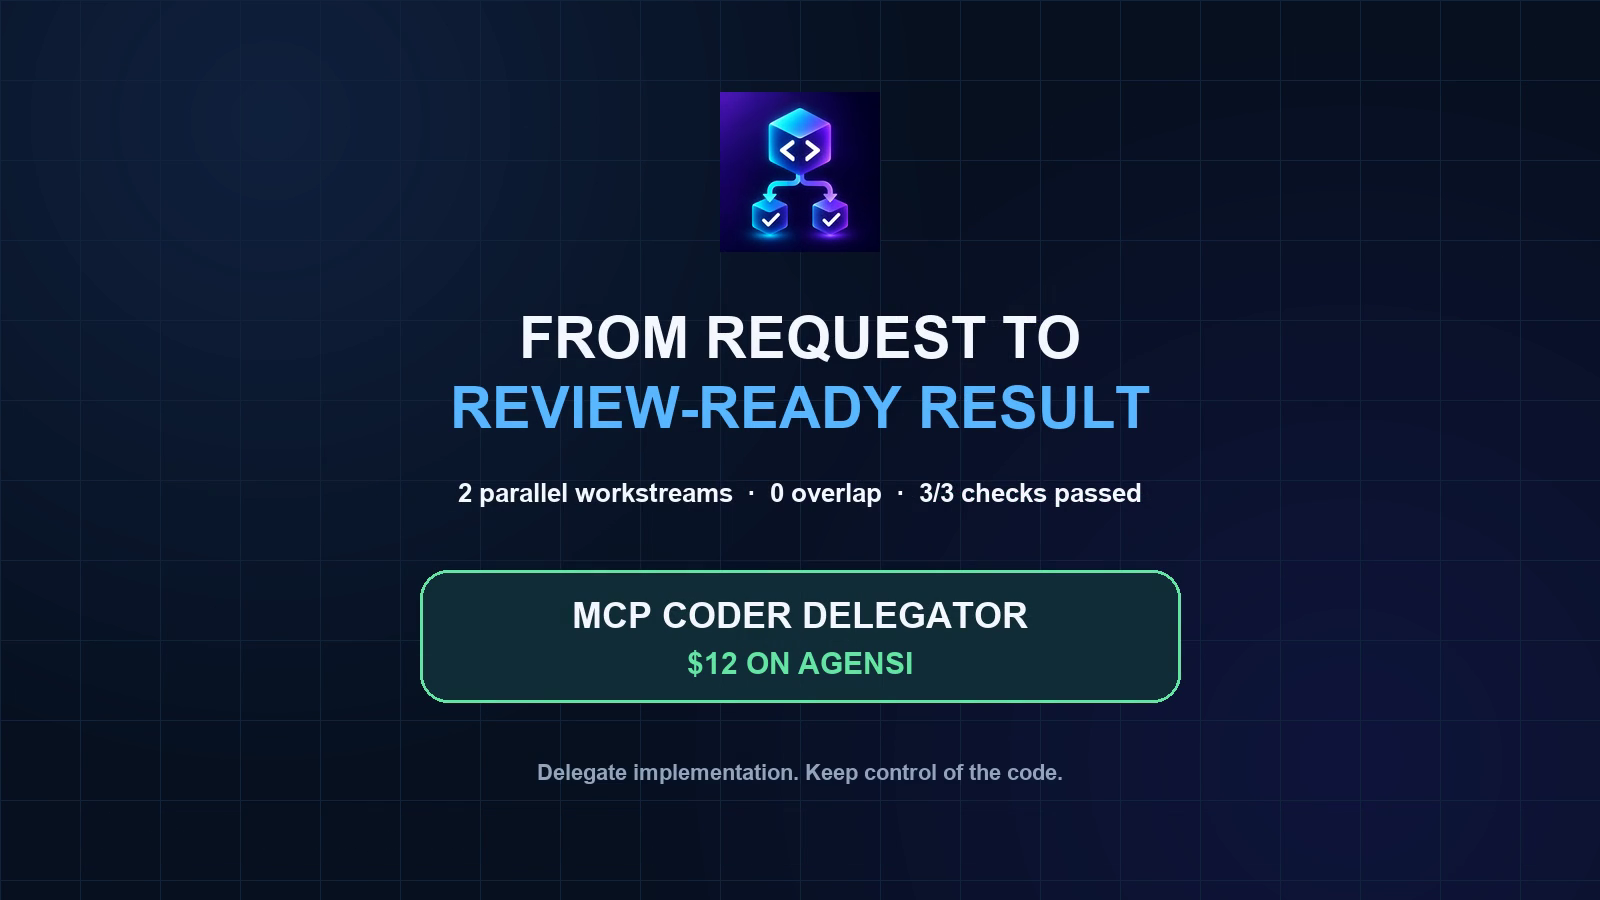 FROM REQUEST TO
REVIEW-READY RESULT
2 parallel workstreams · 0 overlap · 3/3 checks passed
MCP CODER DELEGATOR
$12 ON AGENSI
Delegate implementation. Keep control of the code.